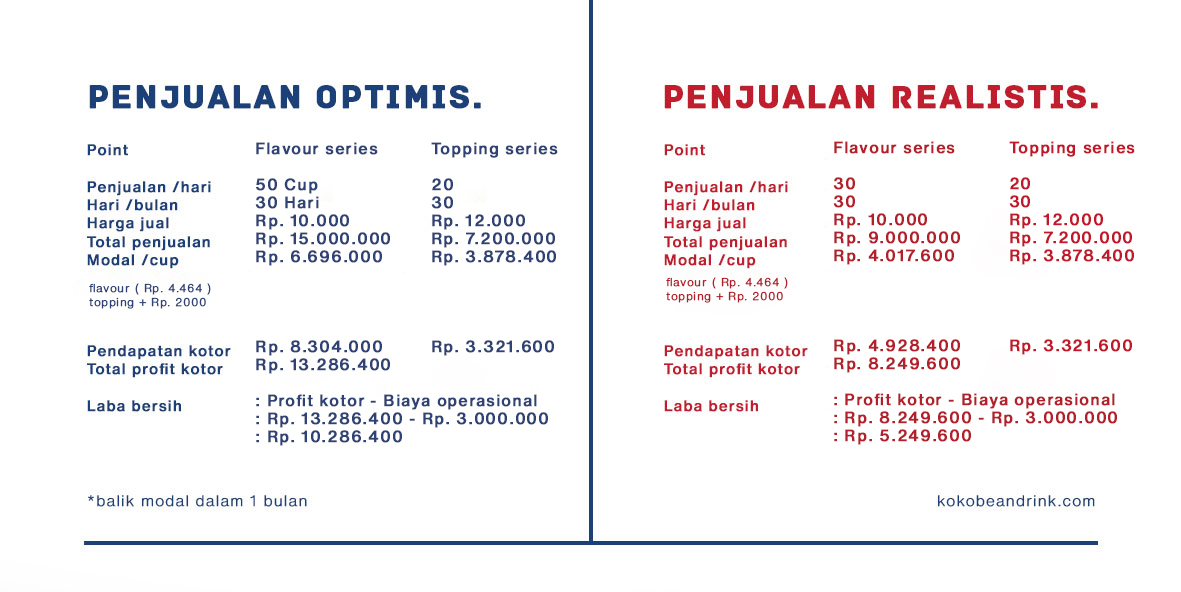 PENJUALAN OPTIMIS.
Point Flavour series Topping series
Penjualan /hari 50 Cup 20
Hari /bulan 30 Hari 30
Harga jual Rp. 10.000 Rp. 12.000
Total penjualan Rp. 15.000.000 Rp. 7.200.000
Modal /cup Rp. 6.696.000 Rp. 3.878.400
flavour ( Rp. 4.464 )
topping + Rp. 2000
Pendapatan kotor Rp. 8.304.000 Rp. 3.321.600
Total profit kotor Rp. 13.286.400
Laba bersih : Profit kotor - Biaya operasional
: Rp. 13.286.400 - Rp. 3.000.000
: Rp. 10.286.400
*balik modal dalam 1 bulan
PENJUALAN REALISTIS.
Point Flavour series Topping series
Penjualan /hari 30 20
Hari /bulan 30 30
Harga jual Rp. 10.000 Rp. 12.000
Total penjualan Rp. 9.000.000 Rp. 7.200.000
Modal /cup Rp. 4.017.600 Rp. 3.878.400
flavour ( Rp. 4.464 )
topping + Rp. 2000
Pendapatan kotor Rp. 4.928.400 Rp. 3.321.600
Total profit kotor Rp. 8.249.600
Laba bersih : Profit kotor - Biaya operasional
: Rp. 8.249.600 - Rp. 3.000.000
: Rp. 5.249.600
kokobeandrink.com